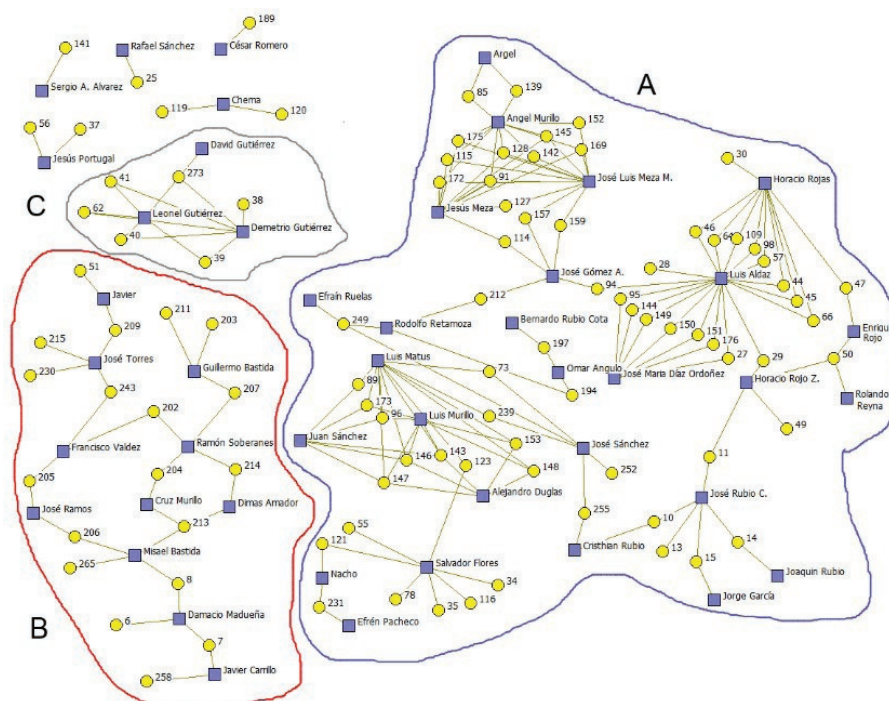 189
141
Rafael Sánchez
César Romero
Sergio A. Alvarez
25
Chema
119
120
56
37
Jesús Portugal
David Gutiérrez
C
41
273
38
62
Leonel Gutiérrez
Demetrio Gutiérrez
40
39
A
Argel
85
139
Angel Murillo
152
175
145
115
128
142
169
172
91
José Luis Meza M.
127
Jesús Meza
157
159
114
José Gómez A.
94
30
Horacio Rojas
46
64
109
98
57
28
Luis Aldaz
44
95
45
47
144
149
66
150
151
176
27
Enrique
Rojo
29
50
José Maria Díaz Ordoñez
Horacio Rojo Z.
Rolando
Reyna
49
11
Efraín Ruelas
212
249
Rodolfo Retamoza
Bernardo Rubio Cota
197
Omar Angulo
194
Luis Matus
73
89
173
96
Luis Murillo
239
Juan Sánchez
153
José Sánchez
146
143
123
148
252
147
Alejandro Duglas
255
José Rubio C.
10
Cristhian Rubio
13
15
14
Joaquin Rubio
Jorge García
55
121
Salvador Flores
Nacho
34
78
35
116
231
Efrén Pacheco
51
Javier
211
203
209
215
José Torres
230
Guillermo Bastida
243
207
202
Francisco Valdez
Ramón Soberanes
205
204
214
José Ramos
Cruz Murillo
Dimas Amador
206
213
265
Misael Bastida
8
B
6
Damacio Madueña
7
258
Javier Carrillo